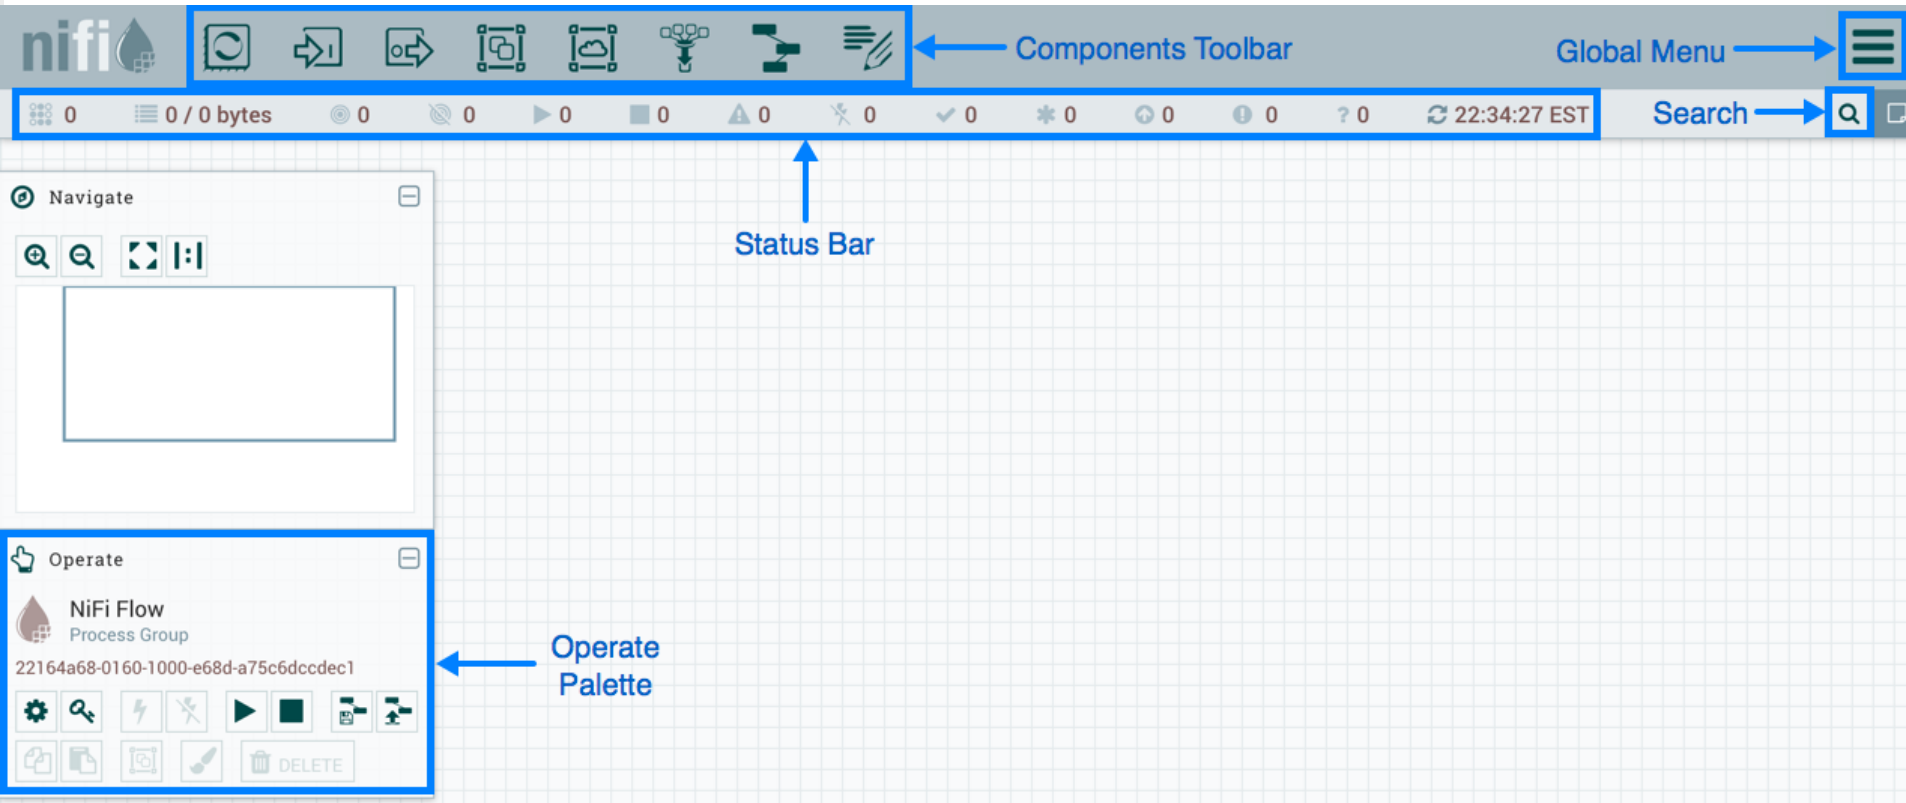 nifi
Components Toolbar
Global Menu
0 0 / 0 bytes 0 0 0 0 0 0 0 0 0 0 ? 0 22:34:27 EST
Search
Navigate
Status Bar
Operate
NiFi Flow
Process Group
22164a68-0160-1000-e68d-a75c6dccdec1
Operate
Palette
DELETE